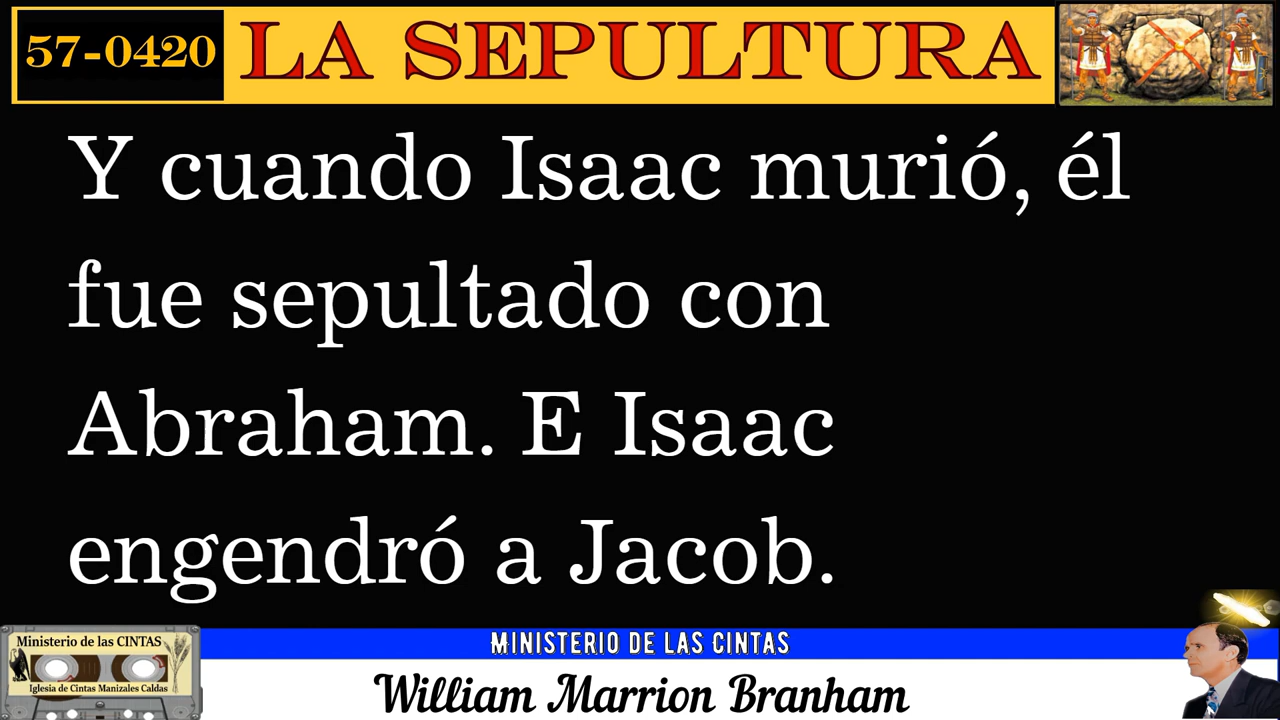 57-0420 LA SEPULTURA
Y cuando Isaac murió, él
fue sepultado con
Abraham. E Isaac
engendró a Jacob.
MINISTERIO DE LAS CINTAS
Ministerio de las CINTAS
Iglesia de Cintas Manizales Caldas
William Marrion Branham